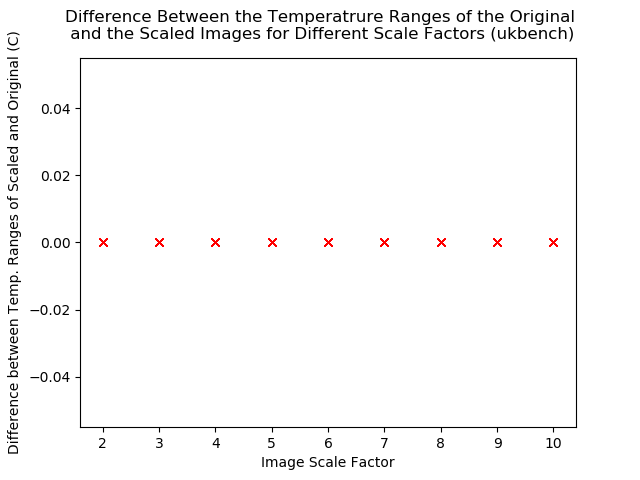 Difference Between the Temperatrure Ranges of the Original
and the Scaled Images for Different Scale Factors (ukbench)
Difference between Temp. Ranges of Scaled and Original (C)
0.04
0.02
0.00
−0.02
−0.04
2 3 4 5 6 7 8 9 10
Image Scale Factor